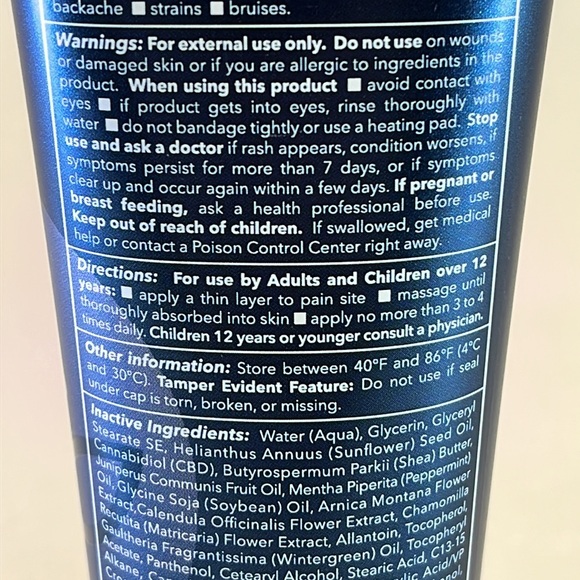 backache ■ strains ■ bruises.
Warnings: For external use only. Do not use on wounds
or damaged skin or if you are allergic to ingredients in the
product. When using this product ■ avoid contact with
eyes ■ if product gets into eyes, rinse thoroughly with
water ■ do not bandage tightly or use a heating pad. Stop
use and ask a doctor if rash appears, condition worsens, if
symptoms persist for more than 7 days, or if symptoms
clear up and occur again within a few days. If pregnant or
breast feeding, ask a health professional before use.
Keep out of reach of children. If swallowed, get medical
help or contact a Poison Control Center right away.
Directions: For use by Adults and Children over 12
years: ■ apply a thin layer to pain site ■ massage until
thoroughly absorbed into skin ■ apply no more than 3 to 4
times daily. Children 12 years or younger consult a physician.
Other information: Store between 40°F and 86°F (4°C
and 30°C). Tamper Evident Feature: Do not use if seal
under cap is torn, broken, or missing.
Inactive Ingredients: Water (Aqua), Glycerin, Glyceryl
Stearate SE, Helianthus Annuus (Sunflower) Seed Oil,
Cannabidiol (CBD), Butyrospermum Parkii (Shea) Butter,
Juniperus Communis Fruit Oil, Mentha Piperita (Peppermint)
Oil, Glycine Soja (Soybean) Oil, Arnica Montana Flower
Extract, Calendula Officinalis Flower Extract, Chamomilla
Recutita (Matricaria) Flower Extract, Allantoin, Tocopherol,
Gaultheria Fragrantissima (Wintergreen) Oil, Tocopheryl
Acetate, Panthenol, Cetearyl Alcohol, Stearic Acid, C13-15
Alkane,